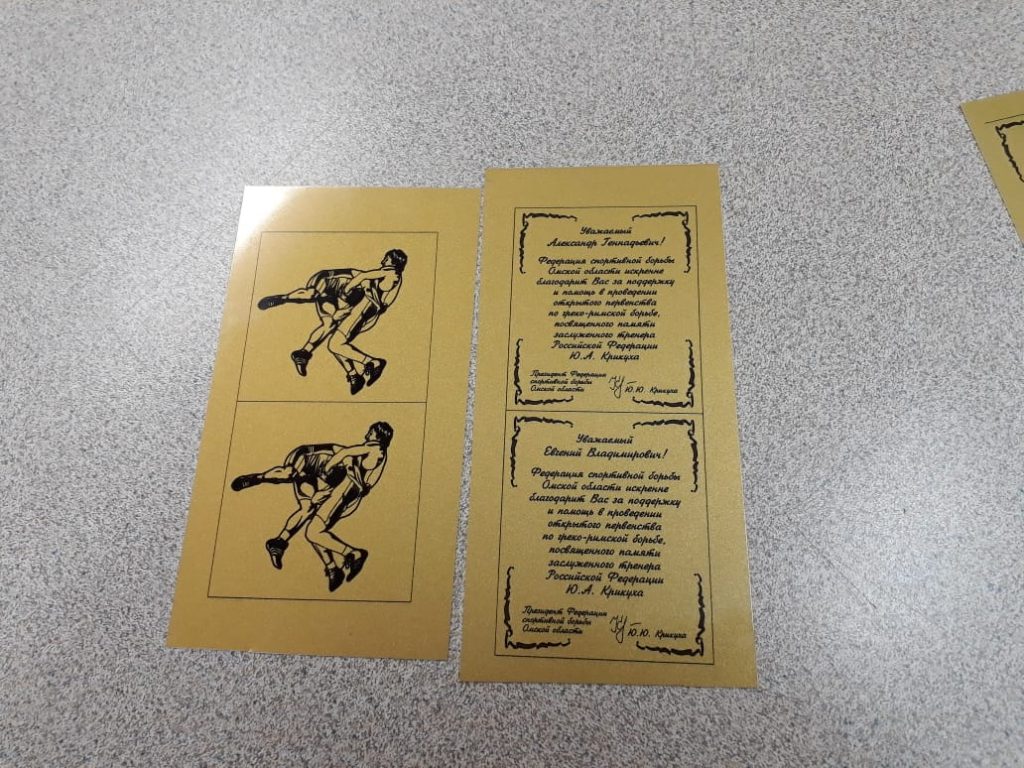 Уважаемый
Александр Геннадьевич!
Федерация спортивной борьбы
Омской области искренне
благодарит Вас за поддержку
и помощь в проведении
открытого первенства
по греко-римской борьбе,
посвященного памяти
заслуженного тренера
Российской Федерации
Ю.А. Крикуха
Президент Федерации
спортивной борьбы
Омской области
Ю.Ю. Крикуха
Уважаемый
Евгений Владимирович!
Федерация спортивной борьбы
Омской области искренне
благодарит Вас за поддержку
и помощь в проведении
открытого первенства
по греко-римской борьбе,
посвященного памяти
заслуженного тренера
Российской Федерации
Ю.А. Крикуха
Президент Федерации
спортивной борьбы
Омской области
Ю.Ю. Крикуха